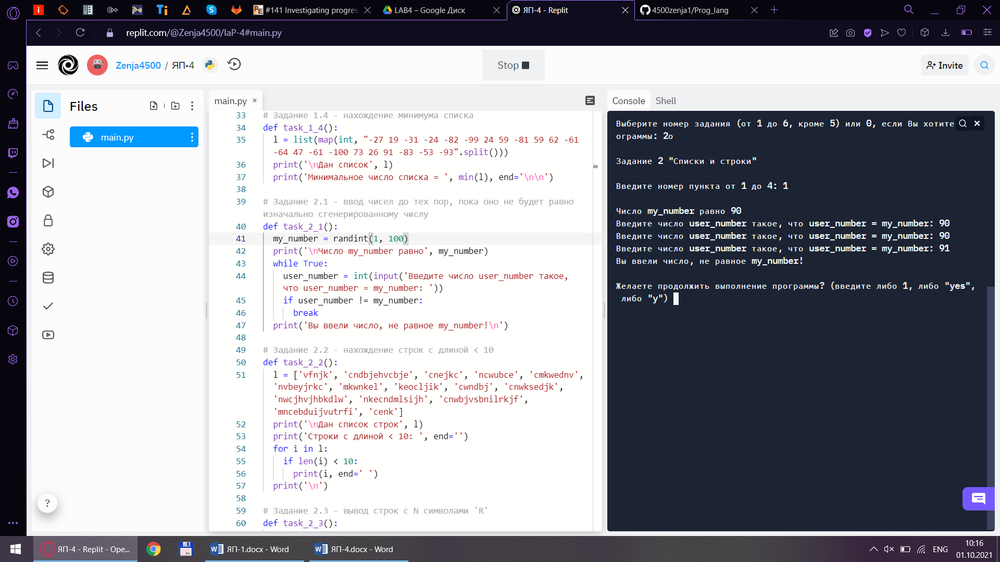 #141 Investigating progres
LAB4 – Google Диск
ЯП-4 - Replit
4500zenja1/Prog_lang
replit.com/@Zenja4500/IaP-4#main.py
Zenja4500 / ЯП-4
Stop
Invite
Files
main.py
main.py
Console
Shell
33 # Задание 1.4 - нахождение минимума списка
34 def task_1_4():
35 l = list(map(int, "-27 19 -31 -24 -82 -99 24 59 -81 59 62 -61
-64 47 -61 -100 73 26 91 -83 -53 -93".split()))
36 print('\nДан список', l)
37 print('Минимальное число списка = ', min(l), end='\n\n')
38
39 # Задание 2.1 - ввод чисел до тех пор, пока оно не будет равно
изначально сгенерированному числу
40 def task_2_1():
41 my_number = randint(1, 100)
42 print('\nЧисло my_number равно', my_number)
43 while True:
44 user_number = int(input('Введите число user_number такое,
что user_number = my_number: '))
45 if user_number != my_number:
46 break
47 print('Вы ввели число, не равное my_number!\n')
48
49 # Задание 2.2 - нахождение строк с длиной < 10
50 def task_2_2():
51 l = ['vfnjk', 'cndbjehvcbje', 'cnejkc', 'ncwubce', 'cmkwednv',
'nvbeyjrkc', 'mkwnkel', 'keocljik', 'cwndbj', 'cnwksedjk',
'nwcjhvjhbkdlw', 'nkecndmlsijh', 'cnwbjvsbnilrkjf',
'mncebduijvutrfi', 'cenk']
52 print('\nДан список строк', l)
53 print('Строки с длиной < 10: ', end='')
54 for i in l:
55 if len(i) < 10:
56 print(i, end=' ')
57 print('\n')
58
59 # Задание 2.3 - вывод строк с N символами 'R'
60 def task_2_3():
Выберите номер задания (от 1 до 6, кроме 5) или 0, если Вы хотите
ограммы: 2о
Задание 2 "Списки и строки"
Введите номер пункта от 1 до 4: 1
Число my_number равно 90
Введите число user_number такое, что user_number = my_number: 90
Введите число user_number такое, что user_number = my_number: 90
Введите число user_number такое, что user_number = my_number: 91
Вы ввели число, не равное my_number!
Желаете продолжить выполнение программы? (введите либо 1, либо "yes",
либо "y")
?
ЯП-4 - Replit - Ope...
ЯП-1.docx - Word
ЯП-4.docx - Word
ENG
10:16
01.10.2021